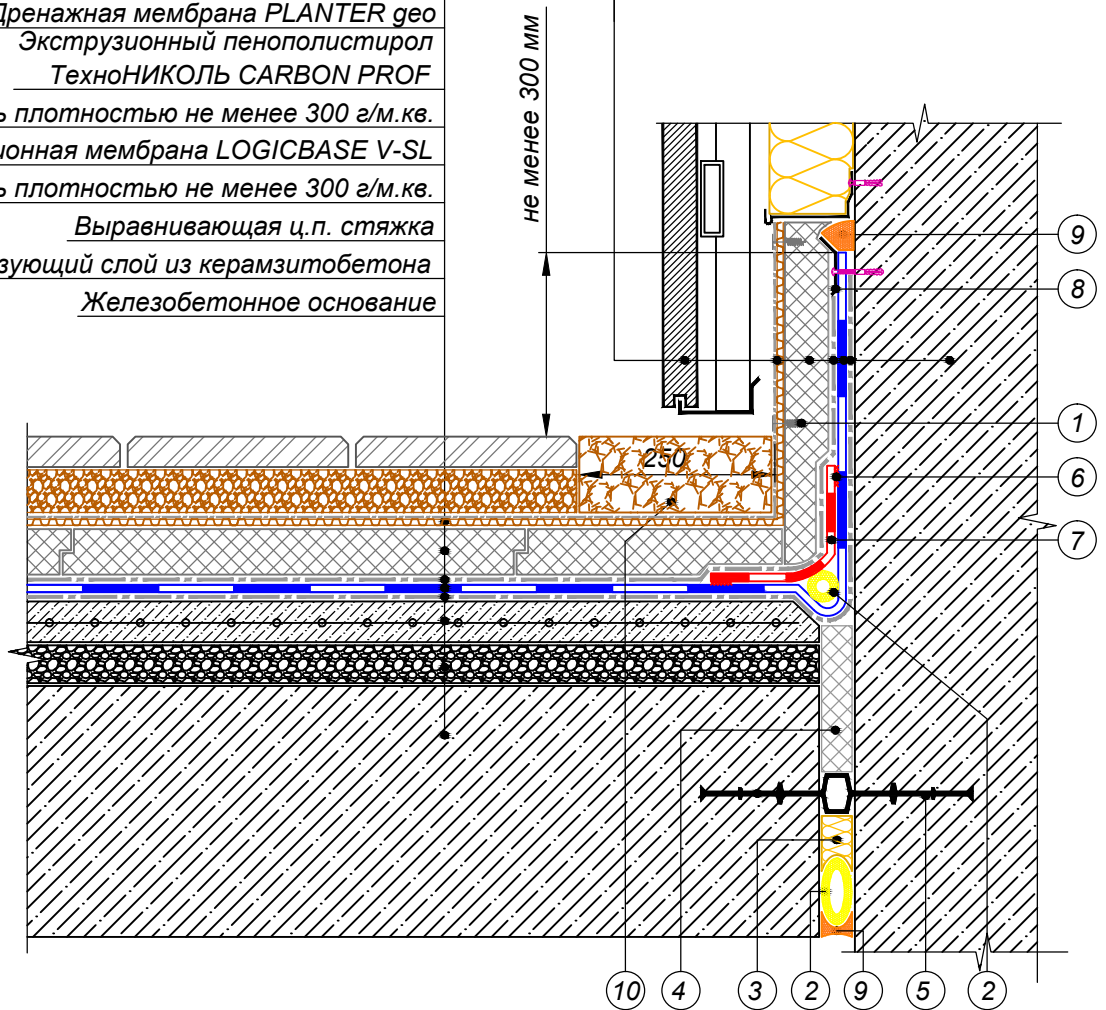 Дренажная мембрана PLANTER geo
Экструзионный пенополистирол
ТехноНИКОЛЬ CARBON PROF
плотностью не менее 300 г/м.кв.
мембрана LOGICBASE V-SL
плотностью не менее 300 г/м.кв.
Выравнивающая ц.п. стяжка
слой из керамзитобетона
Железобетонное основание
не менее 300 мм
9
8
1
250
6
7
10
4
3
2
9
5
2